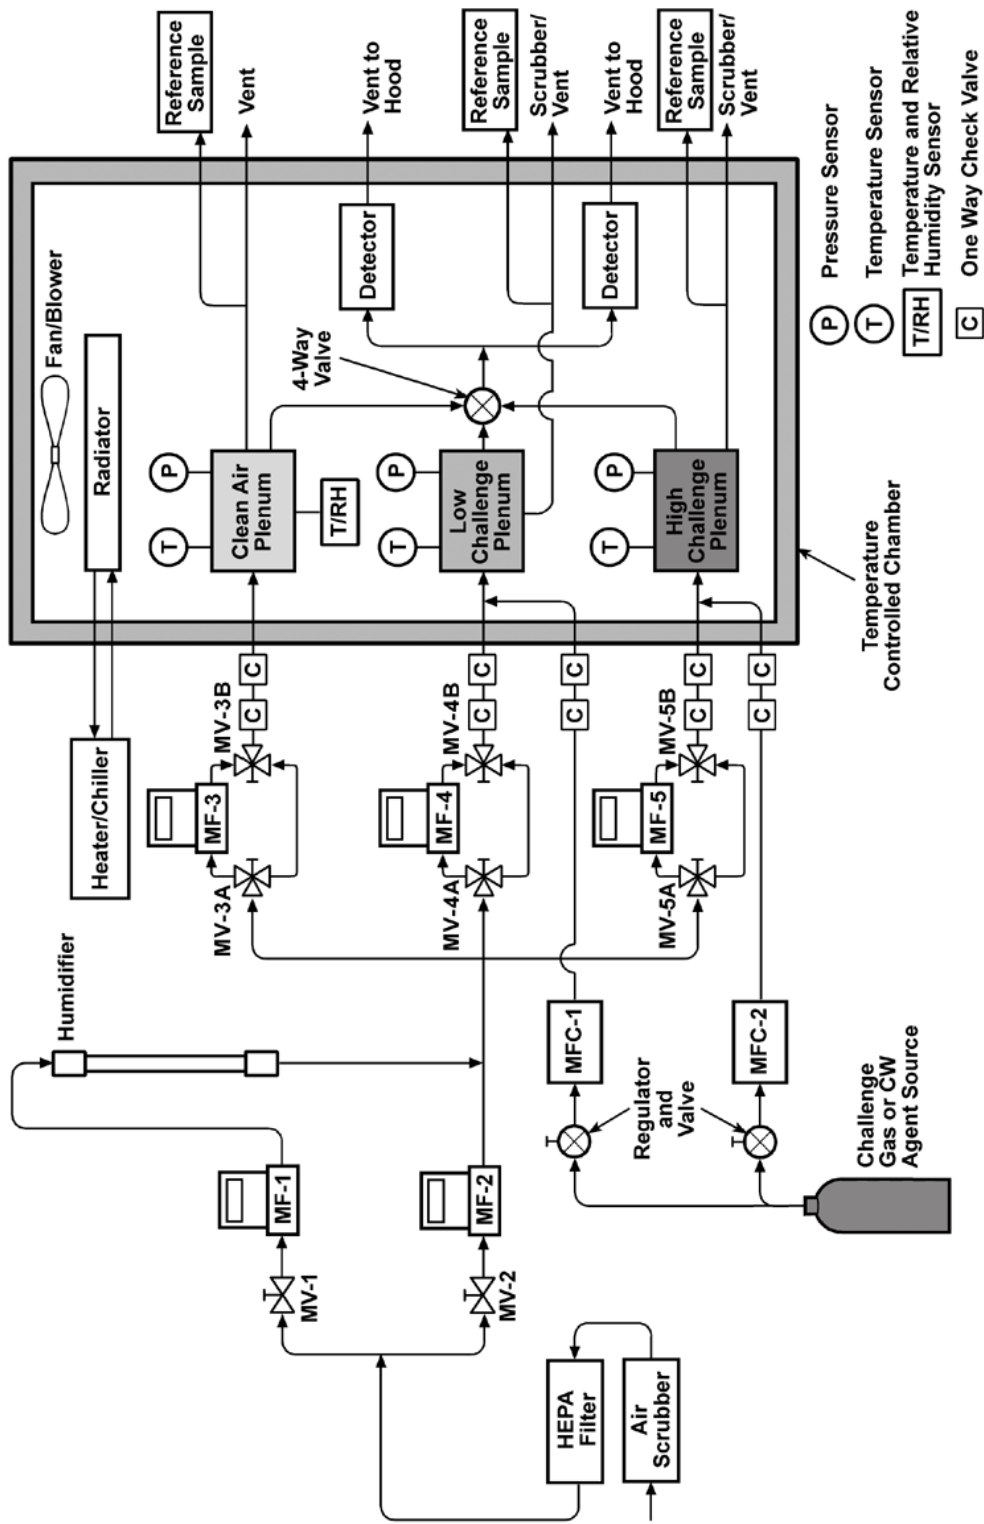 Air
Scrubber
HEPA
Filter
MV-1
MV-2
MF-1
MF-2
Humidifier
Challenge
Gas or CW
Agent Source
Regulator
and
Valve
MFC-1
MFC-2
Heater/Chiller
MV-3A
MF-3
MV-3B
C
C
MV-4A
MF-4
MV-4B
C
C
C
C
MV-5A
MF-5
MV-5B
C
C
C
C
Temperature
Controlled Chamber
Fan/Blower
Radiator
T
P
Clean Air
Plenum
T/RH
T
P
Low
Challenge
Plenum
T
P
High
Challenge
Plenum
4-Way
Valve
Detector
Detector
Reference
Sample
Vent
Vent to
Hood
Reference
Sample
Scrubber/
Vent
Vent to
Hood
Reference
Sample
Scrubber/
Vent
P Pressure Sensor
T Temperature Sensor
T/RH Temperature and Relative
Humidity Sensor
C One Way Check Valve